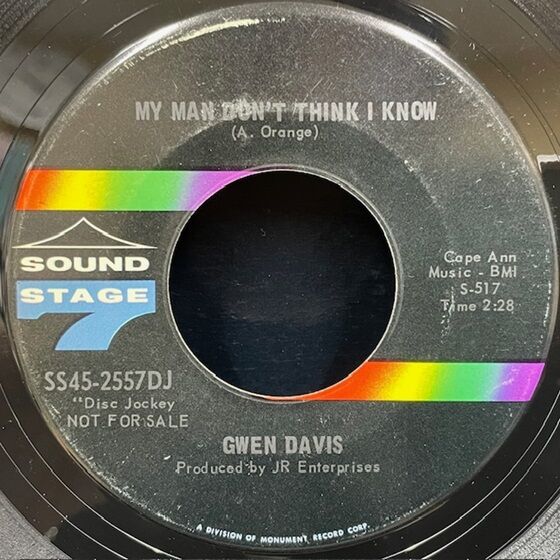 MY MAN DON'T THINK I KNOW
(A. Orange)
SOUND
STAGE
7
Cape Ann
Music - BMI
S-517
Time 2:28
SS45-2557DJ
"Disc Jockey
NOT FOR SALE
GWEN DAVIS
Produced by JR Enterprises
A DIVISION OF MONUMENT RECORD CORP.